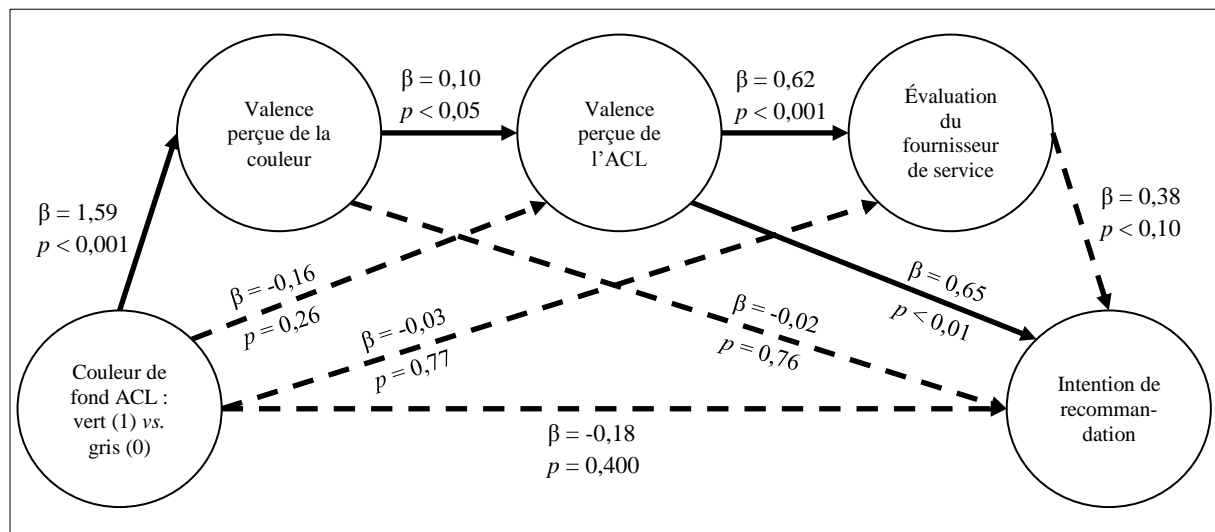 Valence
perçue de la
couleur
β = 0,10
p < 0,05
Valence
perçue de
l’ACL
β = 0,62
p < 0,001
Évaluation
du
fournisseur
de service
β = 1,59
p < 0,001
β = 0,38
p < 0,10
β = -0,16
p = 0,26
β = -0,03
p = 0,77
β = -0,02
p = 0,76
β = 0,65
p < 0,01
Couleur de
fond ACL :
vert (1) vs.
gris (0)
β = -0,18
p = 0,400
Intention de
recomman-
dation